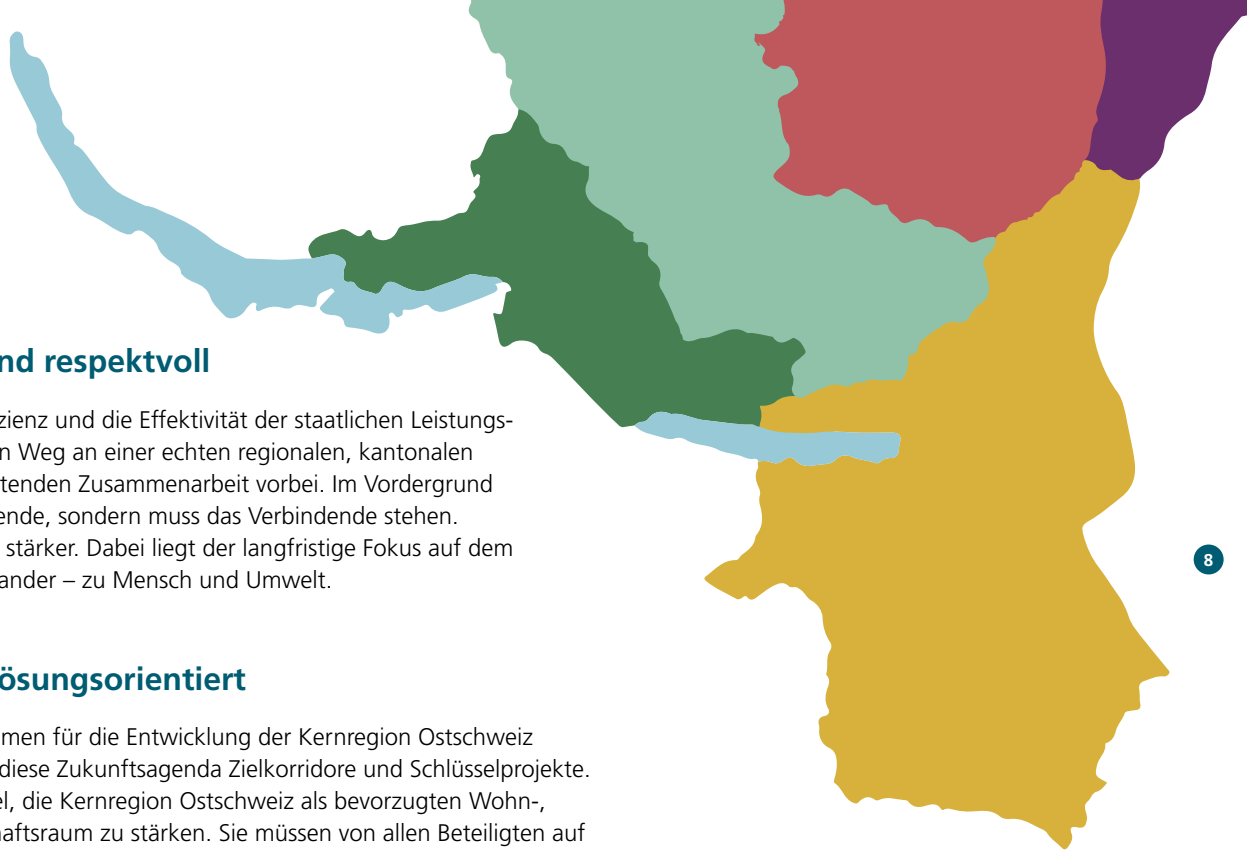 nd respektvoll
zienz und die Effektivität der staatlichen Leistungs-
n Weg an einer echten regionalen, kantonalen
tenden Zusammenarbeit vorbei. Im Vordergrund
ende, sondern muss das Verbindende stehen.
stärker. Dabei liegt der langfristige Fokus auf dem
ander – zu Mensch und Umwelt.
8
ösungsorientiert
men für die Entwicklung der Kernregion Ostschweiz
diese Zukunftsagenda Zielkorridore und Schlüsselprojekte.
el, die Kernregion Ostschweiz als bevorzugten Wohn-,
haftsraum zu stärken. Sie müssen von allen Beteiligten auf